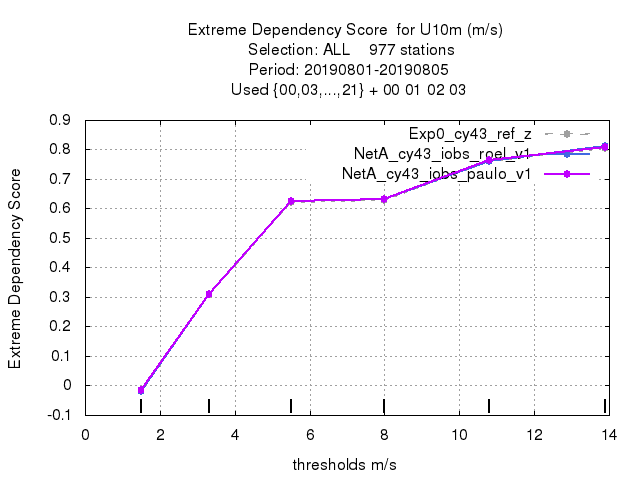 Extreme Dependency Score  for U10m (m/s)
Selection: ALL    977 stations
Period: 20190801-20190805
Used {00,03,...,21} + 00 01 02 03
Exp0_cy43_ref_z
NetA_cy43_iobs_roel_v1
NetA_cy43_iobs_paulo_v1
Extreme Dependency Score
0.9
0.8
0.7
0.6
0.5
0.4
0.3
0.2
0.1
0
-0.1
0 2 4 6 8 10 12 14
thresholds m/s